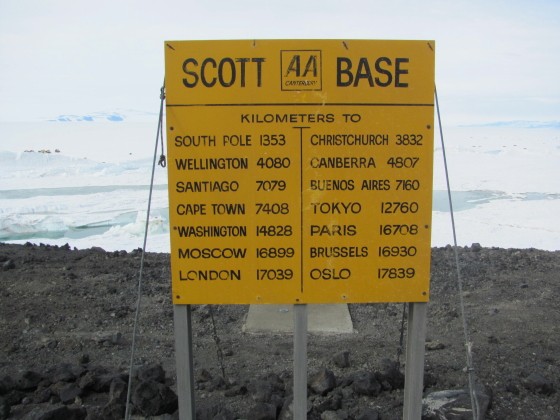 SCOTT AA BASE
CANTERBURY
KILOMETERS TO
SOUTH POLE 1353
WELLINGTON 4080
SANTIAGO 7079
CAPE TOWN 7408
WASHINGTON 14828
MOSCOW 16899
LONDON 17039
CHRISTCHURCH 3832
CANBERRA 4807
BUENOS AIRES 7160
TOKYO 12760
PARIS 16708
BRUSSELS 16930
OSLO 17839